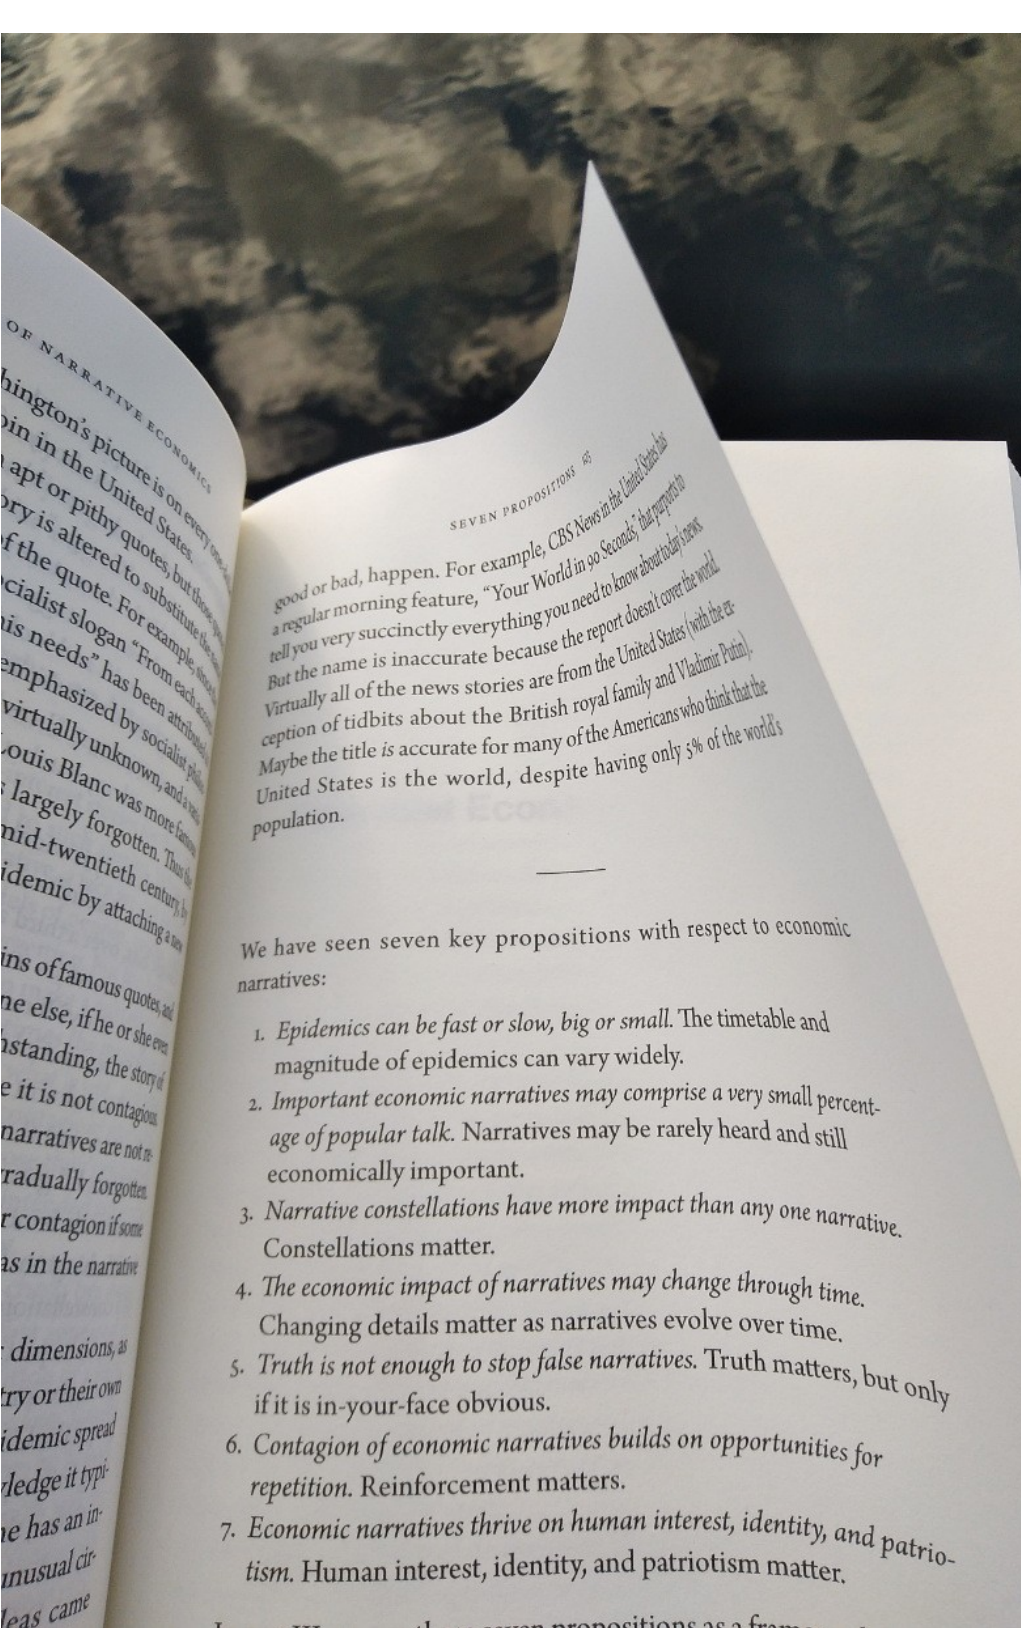 OF NARRATIVE ECONOMICS
hington's picture is on every one-
in in the United States.
apt or pithy quotes, but those
ory is altered to substitute the
f the quote. For example, since
cialist slogan "From each
is needs" has been attributed
emphasized by socialist
virtually unknown, and a
ouis Blanc was more famous
largely forgotten. Thus the
mid-twentieth century, by
idemic by attaching a new
ins of famous quotes, and
ne else, if he or she even
nstanding, the story of
e it is not contagious.
narratives are not re-
radually forgotten.
r contagion if some
as in the narrative
dimensions, as
try or their own
idemic spread
ledge it typi-
e has an in-
unusual cir-
leas came
SEVEN PROPOSITIONS
good or bad, happen. For example, CBS News in the United States has
a regular morning feature, "Your World in 90 Seconds," that purports to
tell you very succinctly everything you need to know about today's news.
But the name is inaccurate because the report doesn't cover the world.
Virtually all of the news stories are from the United States (with the ex-
ception of tidbits about the British royal family and Vladimir Putin).
Maybe the title is accurate for many of the Americans who think that the
United States is the world, despite having only 5% of the world's
population.
We have seen seven key propositions with respect to economic
narratives:
1. Epidemics can be fast or slow, big or small. The timetable and
magnitude of epidemics can vary widely.
2. Important economic narratives may comprise a very small percent-
age of popular talk. Narratives may be rarely heard and still
economically important.
3. Narrative constellations have more impact than any one narrative.
Constellations matter.
4. The economic impact of narratives may change through time.
Changing details matter as narratives evolve over time.
5. Truth is not enough to stop false narratives. Truth matters, but only
if it is in-your-face obvious.
6. Contagion of economic narratives builds on opportunities for
repetition. Reinforcement matters.
7. Economic narratives thrive on human interest, identity, and patrio-
tism. Human interest, identity, and patriotism matter.
seven propositions as a